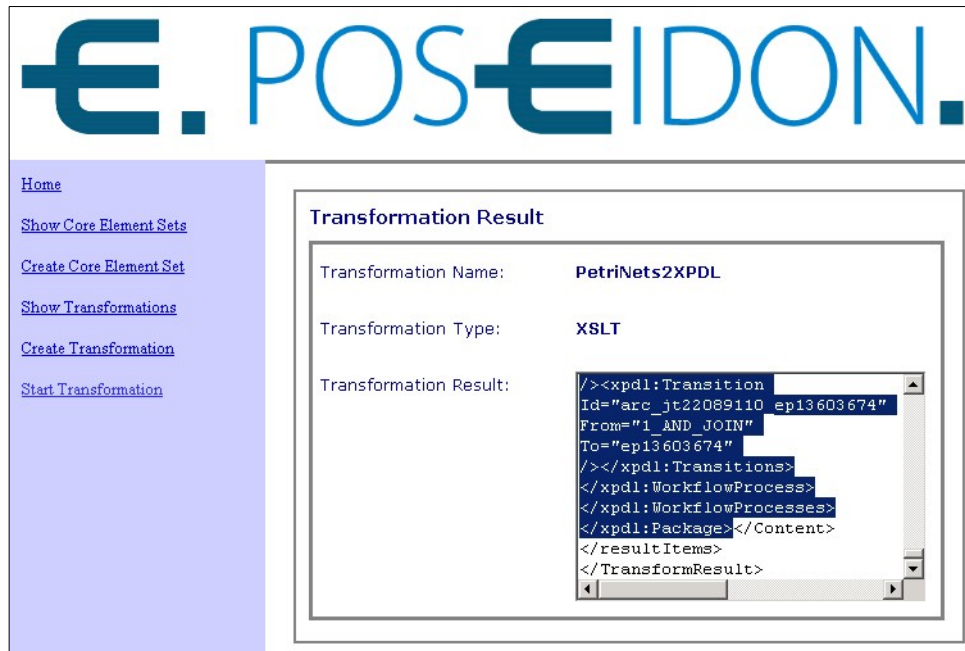 E. POSEIDON.
Home
Show Core Element Sets
Create Core Element Set
Show Transformations
Create Transformation
Start Transformation
Transformation Result
Transformation Name: PetriNets2XPDL
Transformation Type: XSLT
Transformation Result:
/><xpdl:Transition
Id="arc_jt22089110_ep13603674"
From="1_AND_JOIN"
To="ep13603674"
/></xpdl:Transitions>
</xpdl:WorkflowProcess>
</xpdl:WorkflowProcesses>
</xpdl:Package></Content>
</resultItems>
</TransformResult>